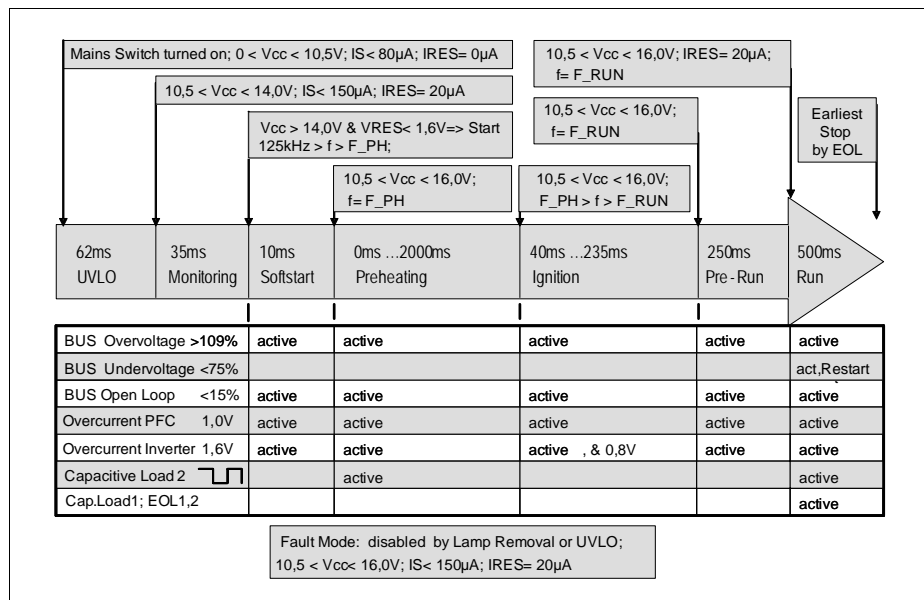 Mains Switch turned on; 0 < Vcc < 10,5V; IS< 80µA; IRES= 0µA
10,5 < Vcc < 14,0V; IS< 150µA; IRES= 20µA
Vcc > 14,0V & VRES< 1,6V=> Start
125kHz > f > F_PH;
10,5 < Vcc < 16,0V;
f= F_PH
10,5 < Vcc < 16,0V; IRES= 20µA;
f= F_RUN
10,5 < Vcc < 16,0V;
f= F_RUN
10,5 < Vcc < 16,0V;
F_PH > f > F_RUN
Earliest
Stop
by EOL
62ms
UVLO
35ms
Monitoring
10ms
Softstart
0ms ...2000ms
Preheating
40ms ...235ms
Ignition
250ms
Pre-Run
500ms
Run
BUS Overvoltage >109% active active active active active
BUS Undervoltage <75% act,Restart
BUS Open Loop <15% active active active active active
Overcurrent PFC 1,0V active active active active active
Overcurrent Inverter 1,6V active active active , & 0,8V active active
Capacitive Load 2 active active
Cap.Load1; EOL1,2 active
Fault Mode: disabled by Lamp Removal or UVLO;
10,5 < Vcc< 16,0V; IS< 150µA; IRES= 20µA